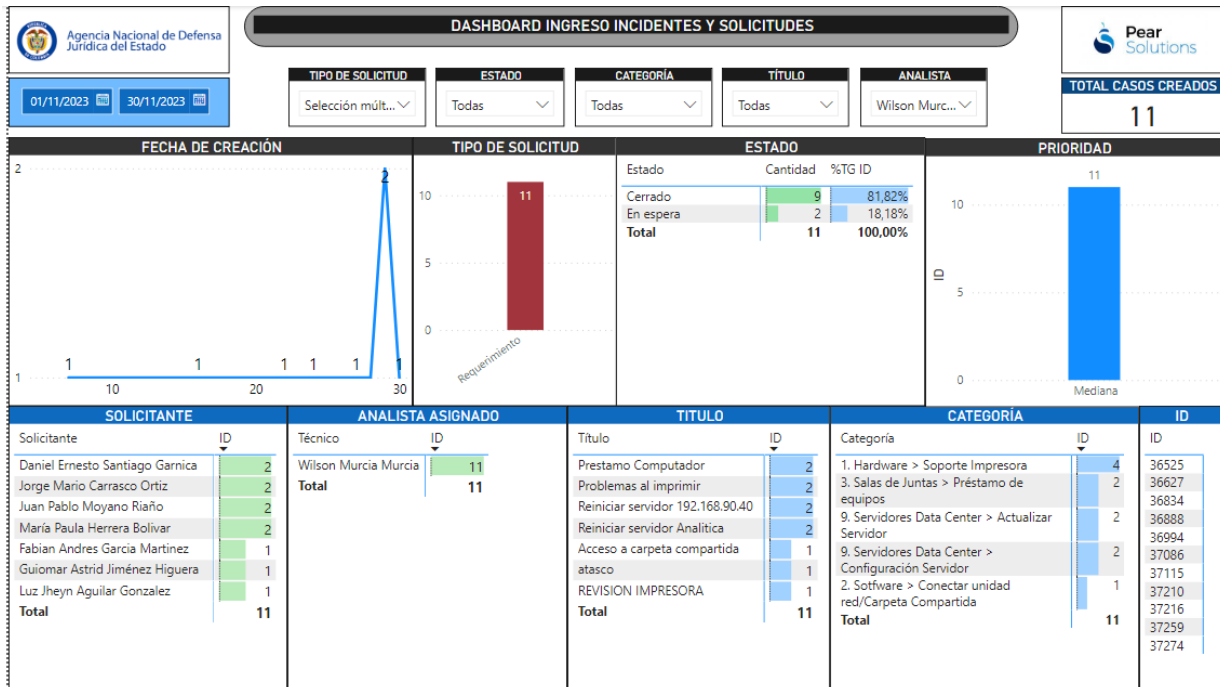 Agencia Nacional de Defensa
Jurídica del Estado
DASHBOARD INGRESO INCIDENTES Y SOLICITUDES
Pear
Solutions
01/11/2023 30/11/2023
TIPO DE SOLICITUD
Selección múlt...
ESTADO
Todas
CATEGORÍA
Todas
TÍTULO
Todas
ANALISTA
Wilson Murc...
TOTAL CASOS CREADOS
11
FECHA DE CREACIÓN
2
2
1 1 1 1 1 1
1
10 20 30
TIPO DE SOLICITUD
10
11
5
0
Requerimiento
ESTADO
Estado Cantidad %TG ID
Cerrado 9 81,82%
En espera 2 18,18%
Total 11 100,00%
PRIORIDAD
11
10
ID
5
0
Mediana
SOLICITANTE
Solicitante ID
Daniel Ernesto Santiago Garnica 2
Jorge Mario Carrasco Ortiz 2
Juan Pablo Moyano Riaño 2
María Paula Herrera Bolivar 2
Fabian Andres Garcia Martinez 1
Guiomar Astrid Jiménez Higuera 1
Luz Jheyn Aguilar Gonzalez 1
Total 11
ANALISTA ASIGNADO
Técnico ID
Wilson Murcia Murcia 11
Total 11
TITULO
Título ID
Prestamo Computador 2
Problemas al imprimir 2
Reiniciar servidor 192.168.90.40 2
Reiniciar servidor Analitica 2
Acceso a carpeta compartida 1
atasco 1
REVISION IMPRESORA 1
Total 11
CATEGORÍA
Categoría ID
1. Hardware > Soporte Impresora 4
3. Salas de Juntas > Préstamo de 2
equipos
9. Servidores Data Center > Actualizar 2
Servidor
9. Servidores Data Center > 2
Configuración Servidor
2. Sotfware > Conectar unidad 1
red/Carpeta Compartida
Total 11
ID
ID
36525
36627
36834
36888
36994
37086
37115
37210
37216
37259
37274